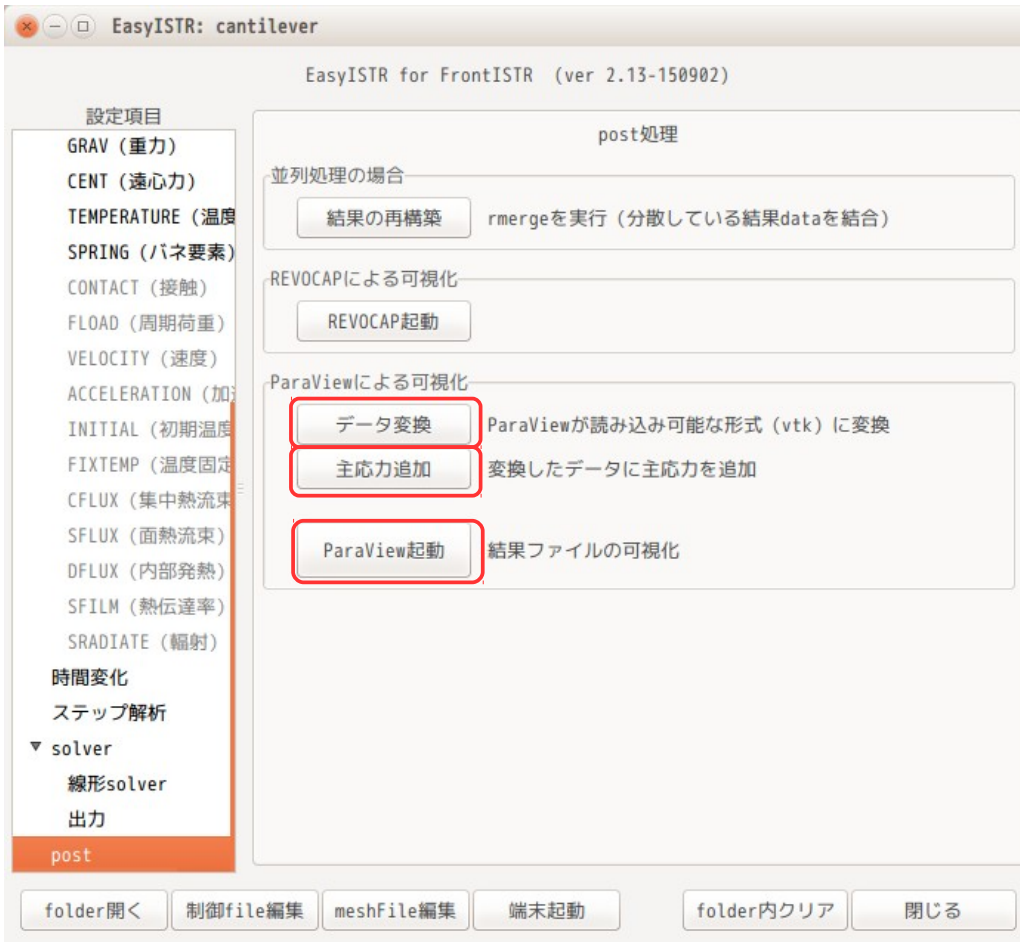 EasyISTR: cantilever
EasyISTR for FrontISTR (ver 2.13-150902)
設定項目
GRAV (重力)
CENT (遠心力)
TEMPERATURE (温度
SPRING (バネ要素)
CONTACT (接触)
FLOAD (周期荷重)
VELOCITY (速度)
ACCELERATION (加速
INITIAL (初期温度
FIXTEMP (温度固定
CFLUX (集中熱流束
SFLUX (面熱流束)
DFLUX (内部発熱)
SFILM (熱伝達率)
SRADIATE (輻射)
時間変化
ステップ解析
solver
線形solver
出力
post
post処理
並列処理の場合
結果の再構築 rmergeを実行 (分散している結果dataを結合)
REVOCAPによる可視化
REVOCAP起動
ParaViewによる可視化
データ変換 ParaViewが読み込み可能な形式 (vtk) に変換
主応力追加 変換したデータに主応力を追加
ParaView起動 結果ファイルの可視化
folder開く 制御file編集 meshFile編集 端末起動 folder内クリア 閉じる